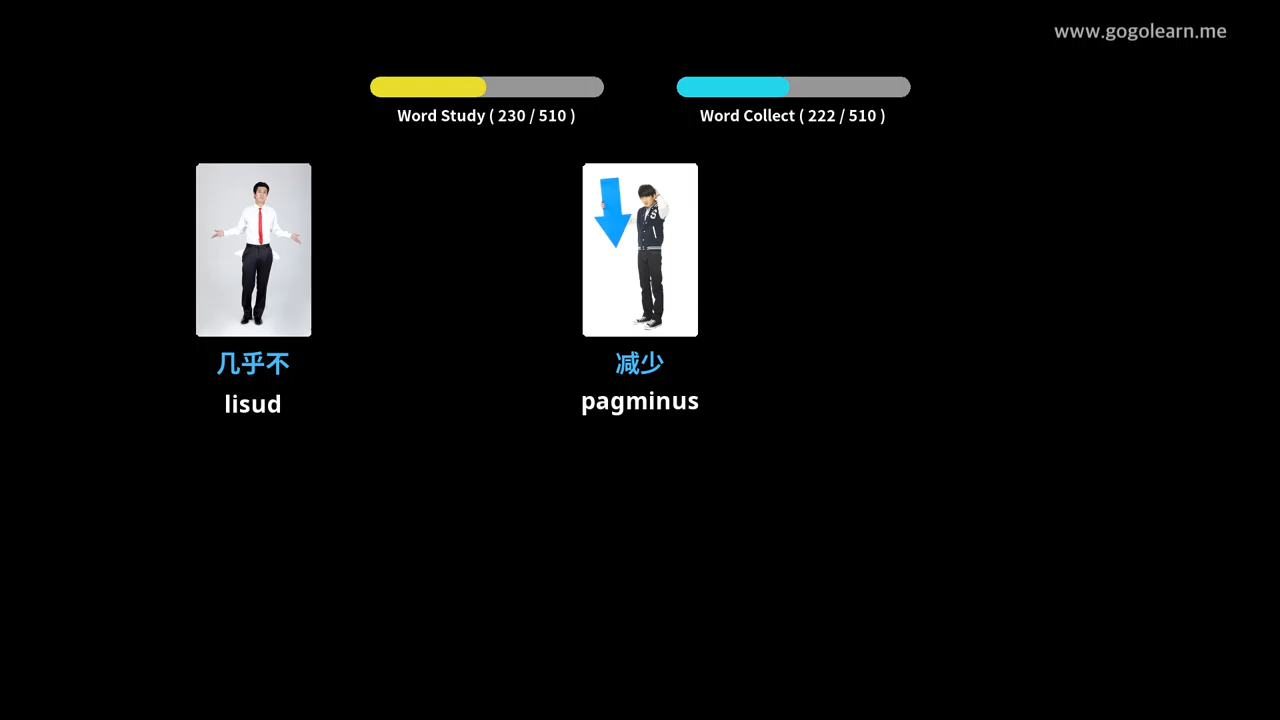 www.gogolearn.me
Word Study ( 230 / 510 )
Word Collect ( 222 / 510 )
几乎不
lisud
减少
pagminus